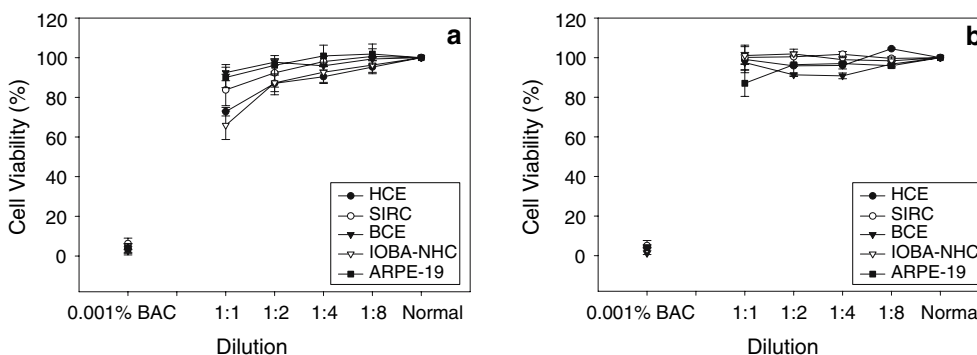 a
Cell Viability (%)
120
100
80
60
40
20
0
HCE
SIRC
BCE
IOBA-NHC
ARPE-19
0.001% BAC 1:1 1:2 1:4 1:8 Normal
Dilution
b
Cell Viability (%)
120
100
80
60
40
20
0
HCE
SIRC
BCE
IOBA-NHC
ARPE-19
0.001% BAC 1:1 1:2 1:4 1:8 Normal
Dilution